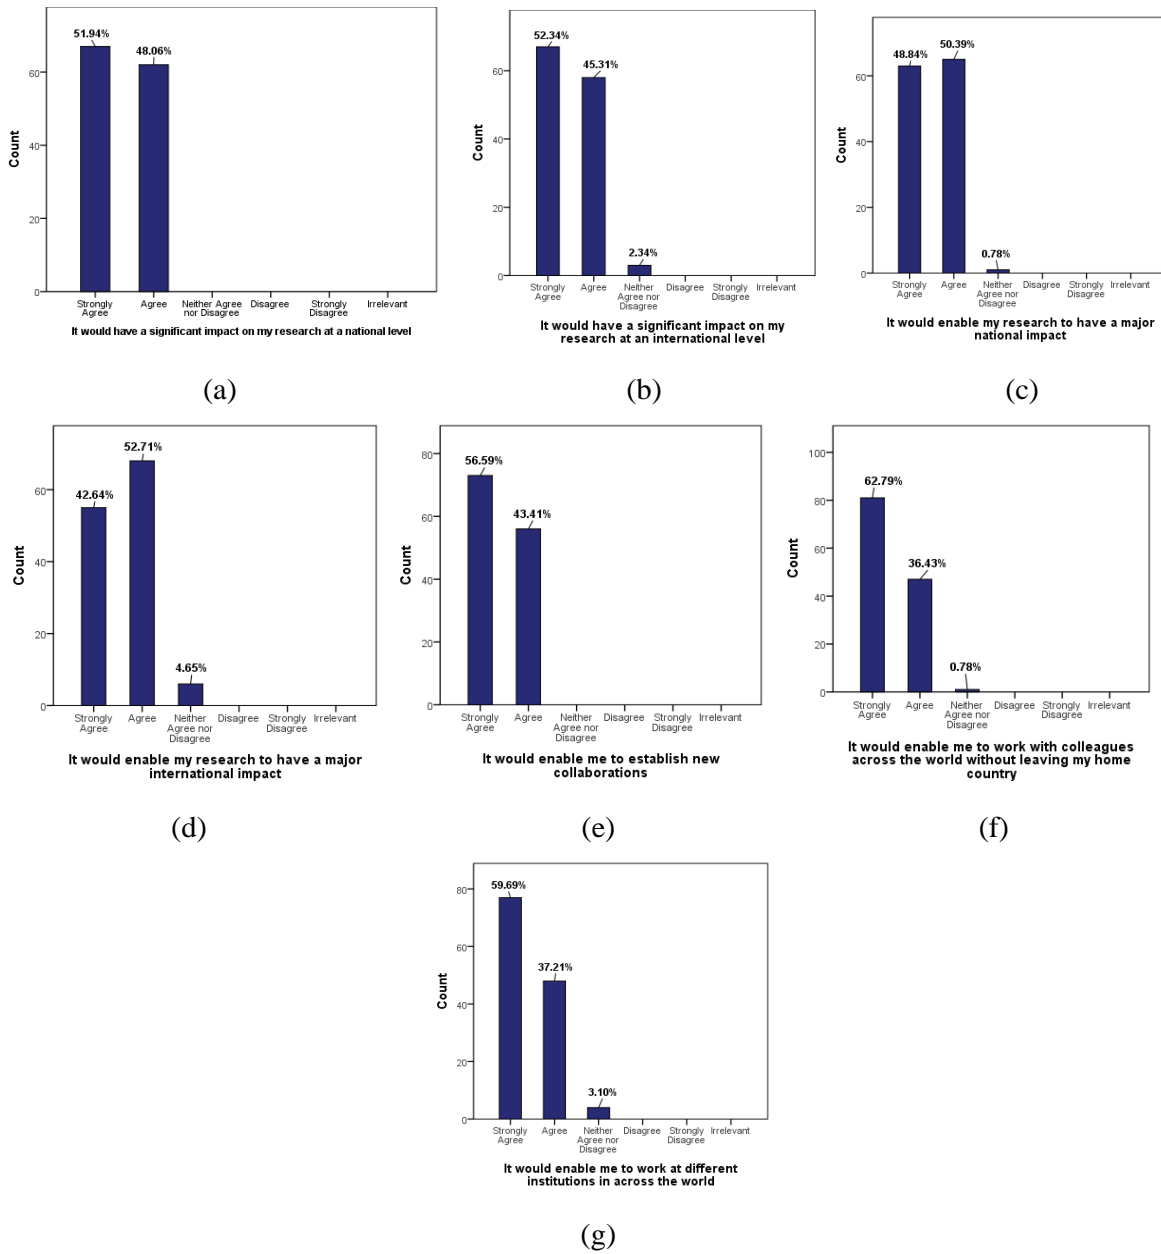 51.94%
48.06%
60
40
20
0
Count
Strongly Agree
Agree
Neither Agree nor Disagree
Disagree
Strongly Disagree
Irrelevant
It would have a significant impact on my research at a national level
(a)
52.34%
45.31%
2.34%
60
40
20
0
Count
Strongly Agree
Agree
Neither Agree nor Disagree
Disagree
Strongly Disagree
Irrelevant
It would have a significant impact on my
research at an international level
(b)
48.84%
50.39%
0.78%
60
40
20
0
Count
Strongly Agree
Agree
Neither Agree nor Disagree
Disagree
Strongly Disagree
Irrelevant
It would enable my research to have a major
national impact
(c)
42.64%
52.71%
4.65%
60
40
20
0
Count
Strongly Agree
Agree
Neither Agree nor Disagree
Disagree
Strongly Disagree
Irrelevant
It would enable my research to have a major
international impact
(d)
56.59%
43.41%
80
60
40
20
0
Count
Strongly Agree
Agree
Neither Agree nor Disagree
Disagree
Strongly Disagree
Irrelevant
It would enable me to establish new
collaborations
(e)
62.79%
36.43%
0.78%
100
80
60
40
20
0
Count
Strongly Agree
Agree
Neither Agree nor Disagree
Disagree
Strongly Disagree
Irrelevant
It would enable me to work with colleagues
across the world without leaving my home
country
(f)
59.69%
37.21%
3.10%
80
60
40
20
0
Count
Strongly Agree
Agree
Neither Agree nor Disagree
Disagree
Strongly Disagree
Irrelevant
It would enable me to work at different
institutions in across the world
(g)